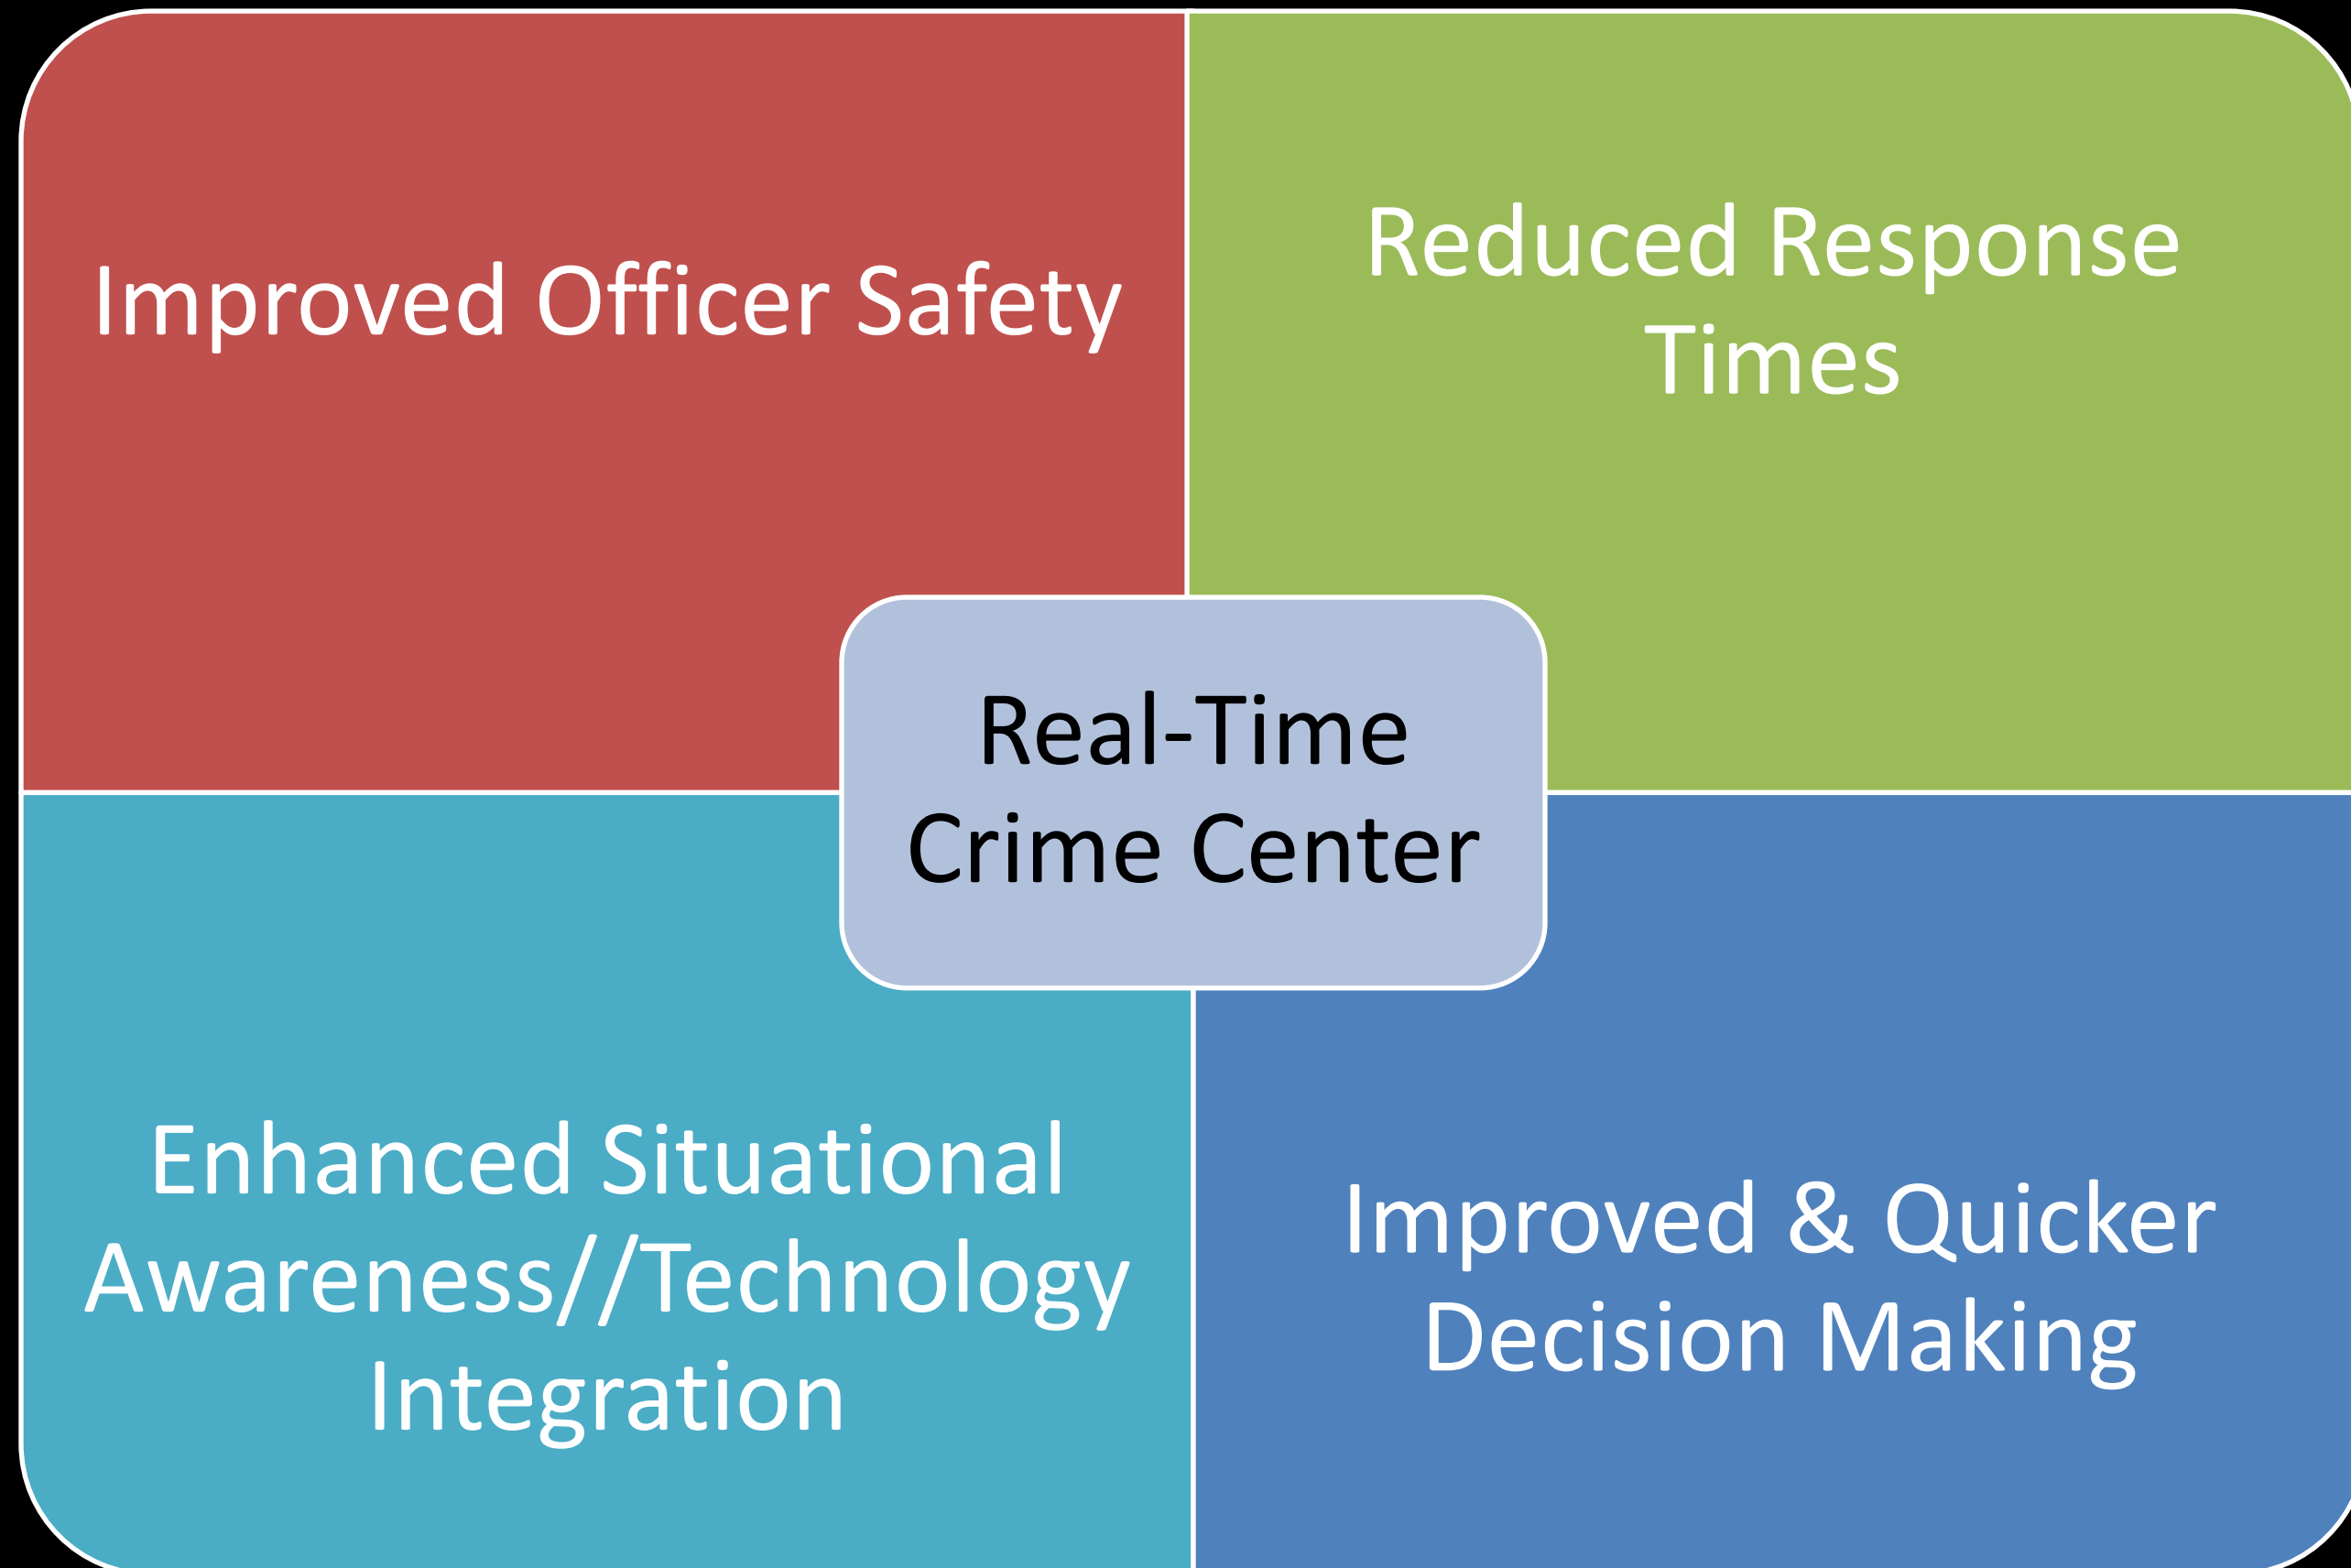 Improved Officer Safety
Reduced Response
Times
Real-Time
Crime Center
Enhanced Situational
Awareness//Technology
Integration
Improved & Quicker
Decision Making